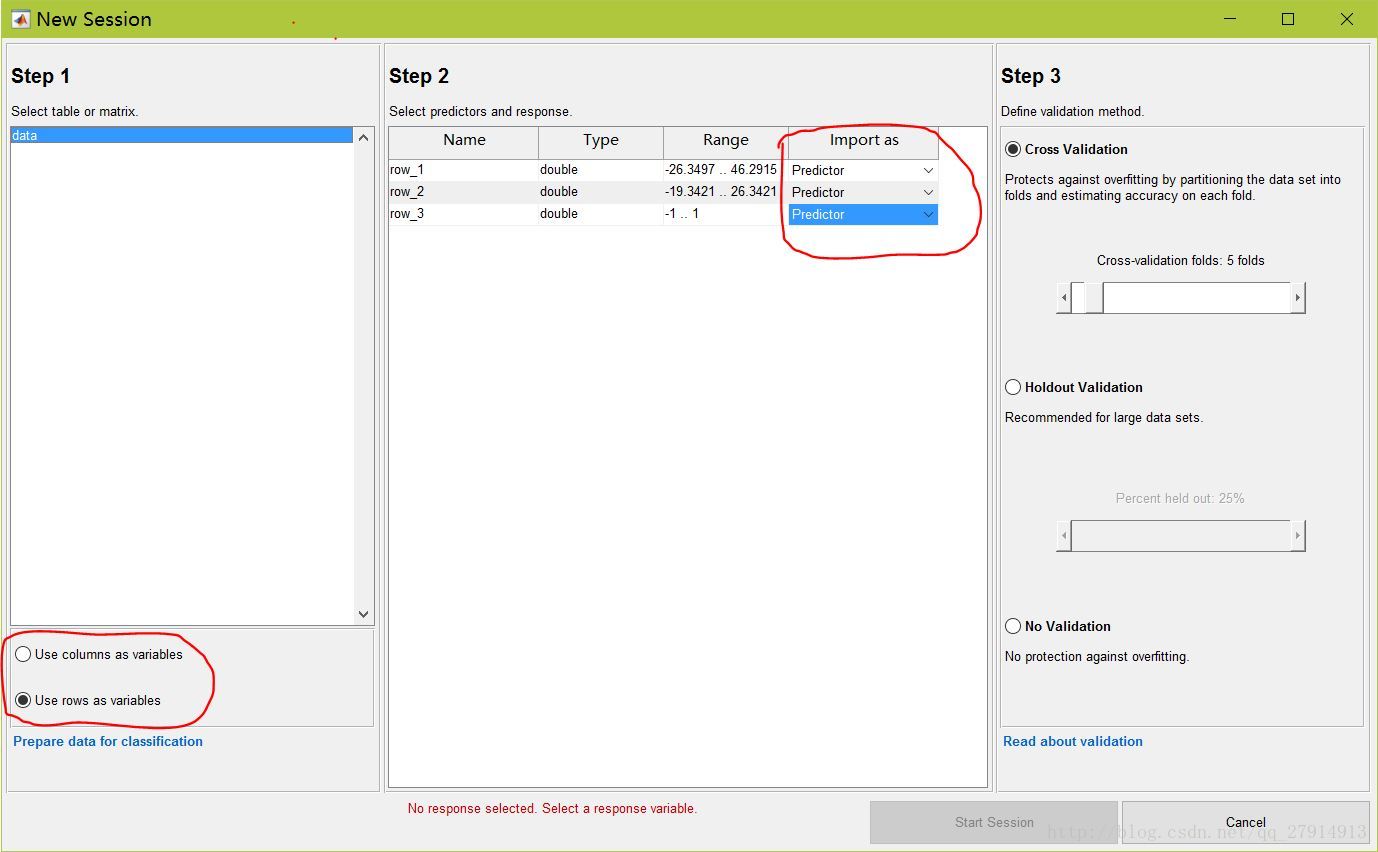 New Session
Step 1
Select table or matrix.
data
Use columns as variables
Use rows as variables
Prepare data for classification
Step 2
Select predictors and response.
Name Type Range Import as
row_1 double -26.3497 .. 46.2915 Predictor
row_2 double -19.3421 .. 26.3421 Predictor
row_3 double -1 .. 1 Predictor
Step 3
Define validation method.
Cross Validation
Protects against overfitting by partitioning the data set into
folds and estimating accuracy on each fold.
Cross-validation folds: 5 folds
Holdout Validation
Recommended for large data sets.
Percent held out: 25%
No Validation
No protection against overfitting.
Read about validation
No response selected. Select a response variable.
Start Session
Cancel
http://blog.csdn.net/qq_27914913